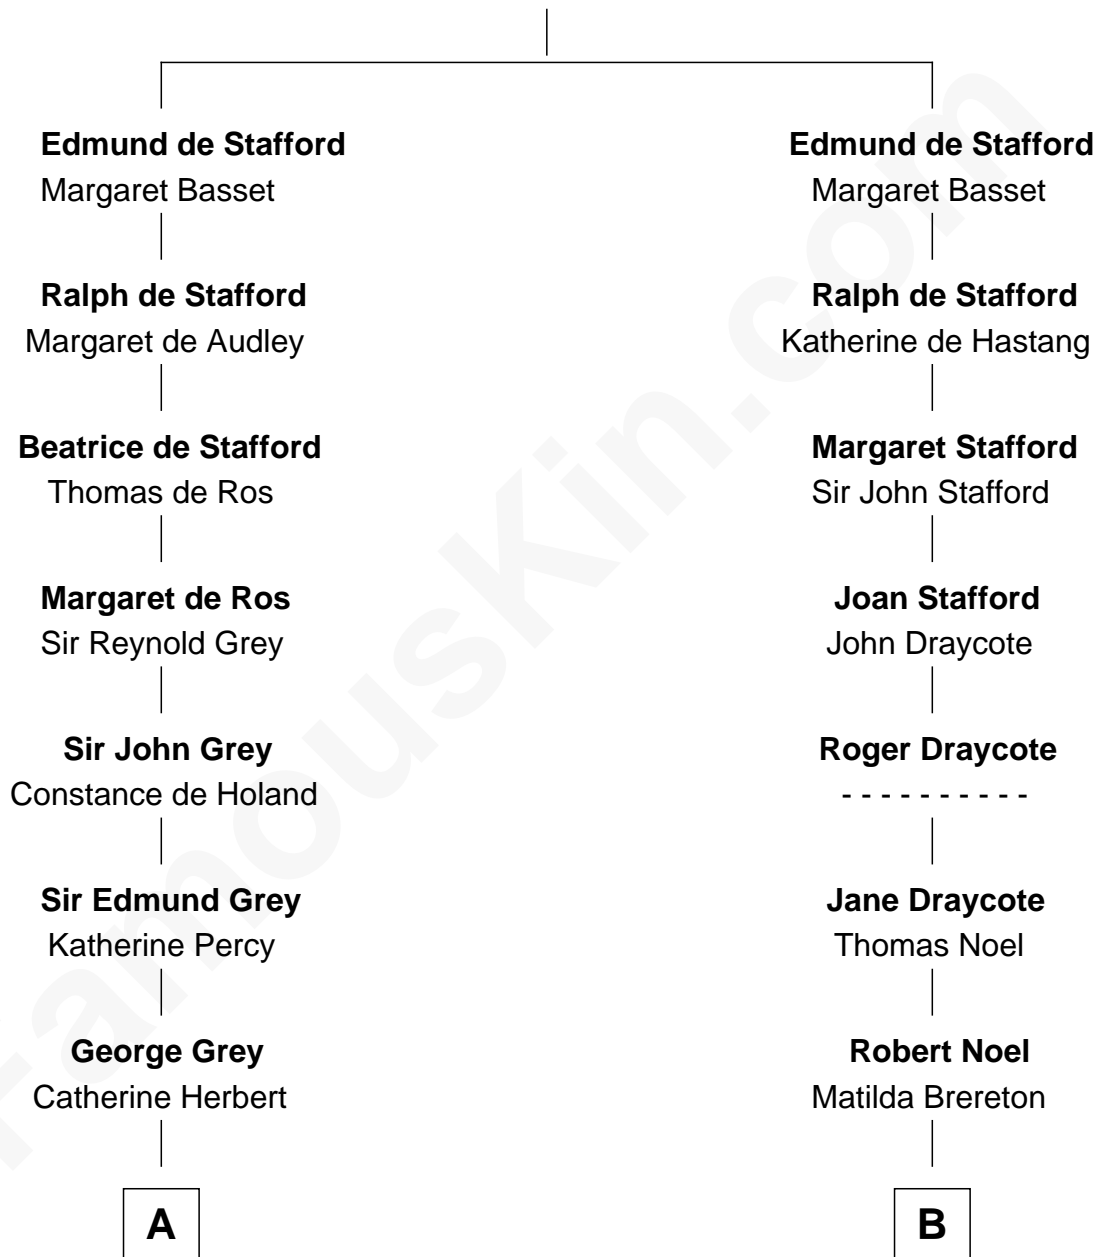 Edmund de Stafford
Margaret Basset
Ralph de Stafford
Margaret de Audley
Beatrice de Stafford
Thomas de Ros
Margaret de Ros
Sir Reynold Grey
Sir John Grey
Constance de Holand
Sir Edmund Grey
Katherine Percy
George Grey
Catherine Herbert
A
Edmund de Stafford
Margaret Basset
Ralph de Stafford
Katherine de Hastang
Margaret Stafford
Sir John Stafford
Joan Stafford
John Draycote
Roger Draycote
- - - - - - - - - -
Jane Draycote
Thomas Noel
Robert Noel
Matilda Brereton
B
FamousKin.com